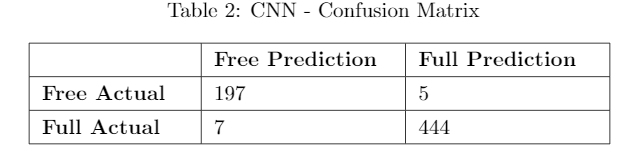 Table 2: CNN - Confusion Matrix
Free Prediction Full Prediction
Free Actual 197 5
Full Actual 7 444